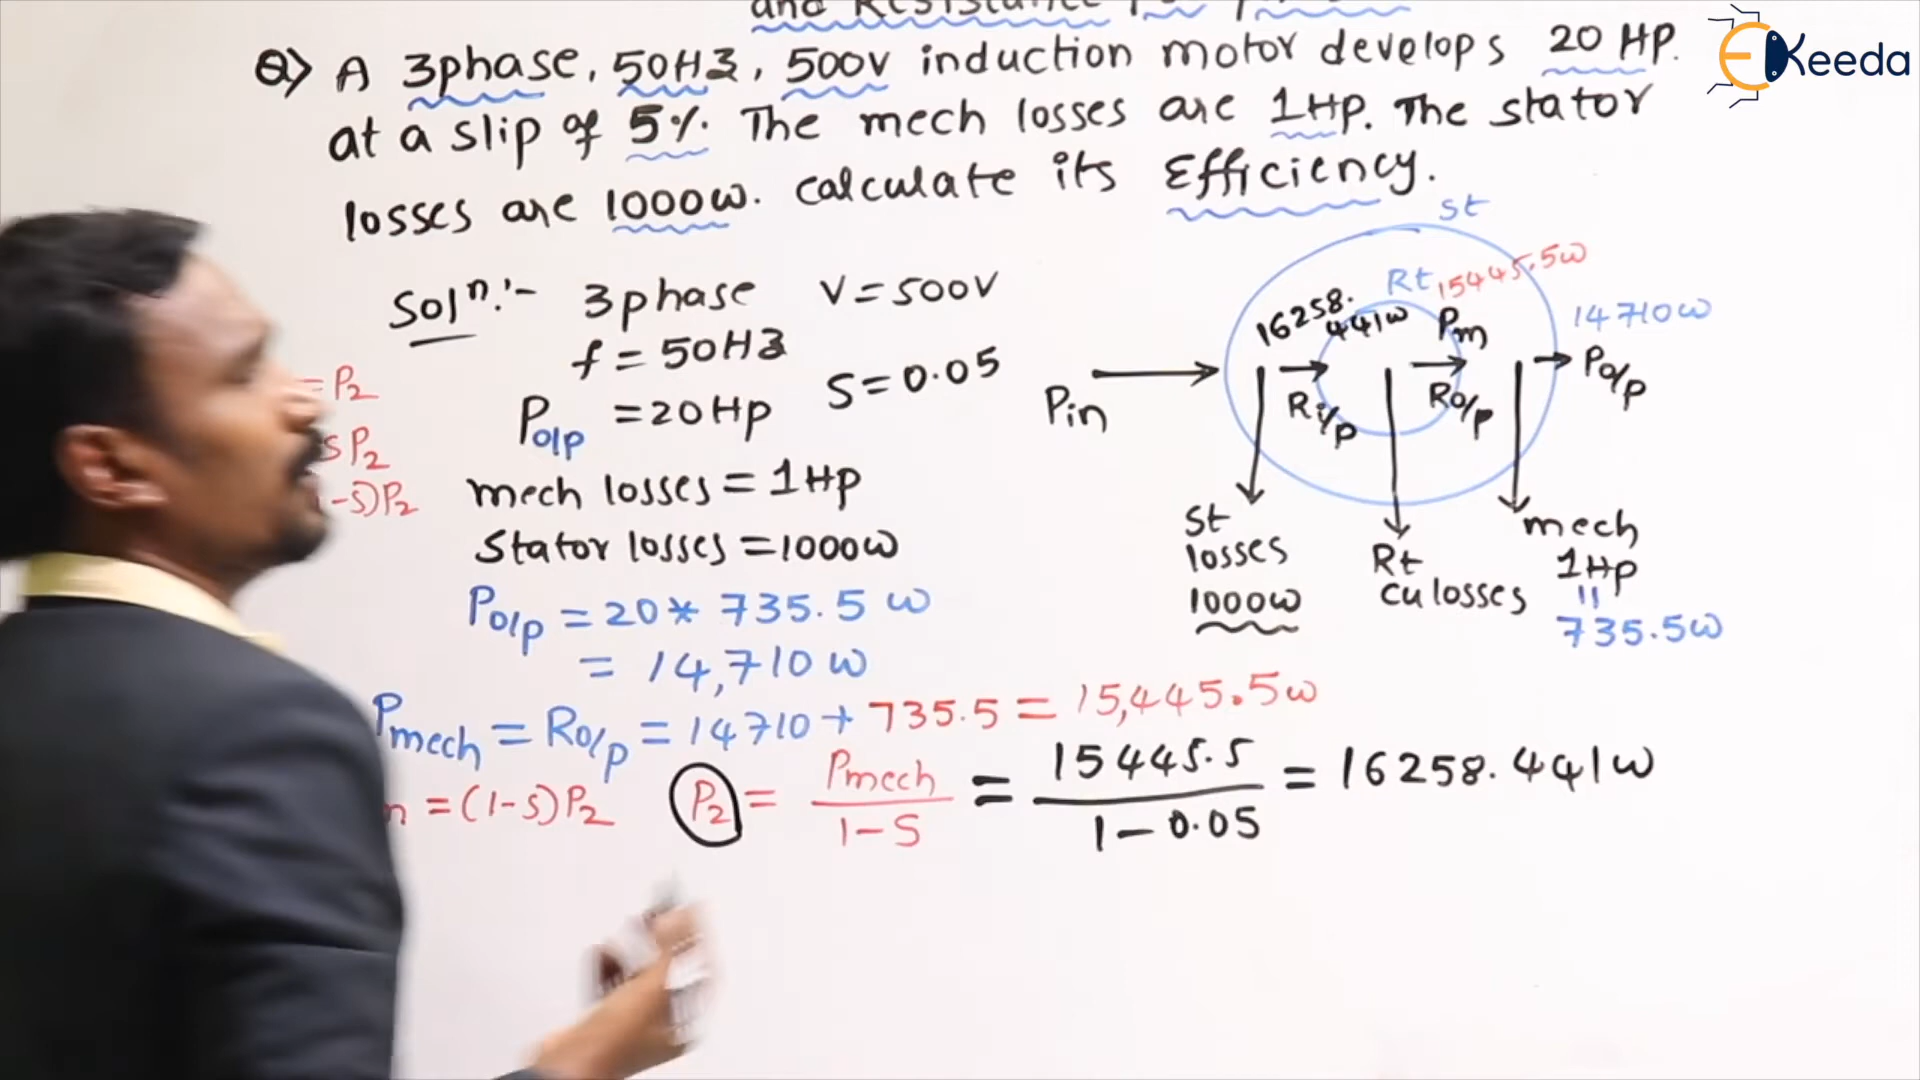 and Resistance
Q) A 3phase, 50Hz, 500V induction motor develops 20 HP.
at a slip of 5%. The mech losses are 1Hp. The stator
losses are 1000W. calculate its Efficiency.
EKeeda
Solⁿ:- 3phase V=500V
f = 50Hz
S=0.05
Po/p = 20Hp
mech losses = 1Hp
Stator losses = 1000W
Po/p = 20* 735.5 W
= 14,710 W
Pmech = Ro/p = 14710 + 735.5 = 15,445.5W
= (1-S)P2
P2 = Pmech / 1-S = 15445.5 / 1-0.05 = 16258.441W
= P2
SP2
-S)P2
St
Rt
15445.5W
16258.
441W
Pm
14710W
Pin
Ri/p
Ro/p
Po/p
St
losses
1000W
Rt
cu losses
mech
1Hp
=
735.5W